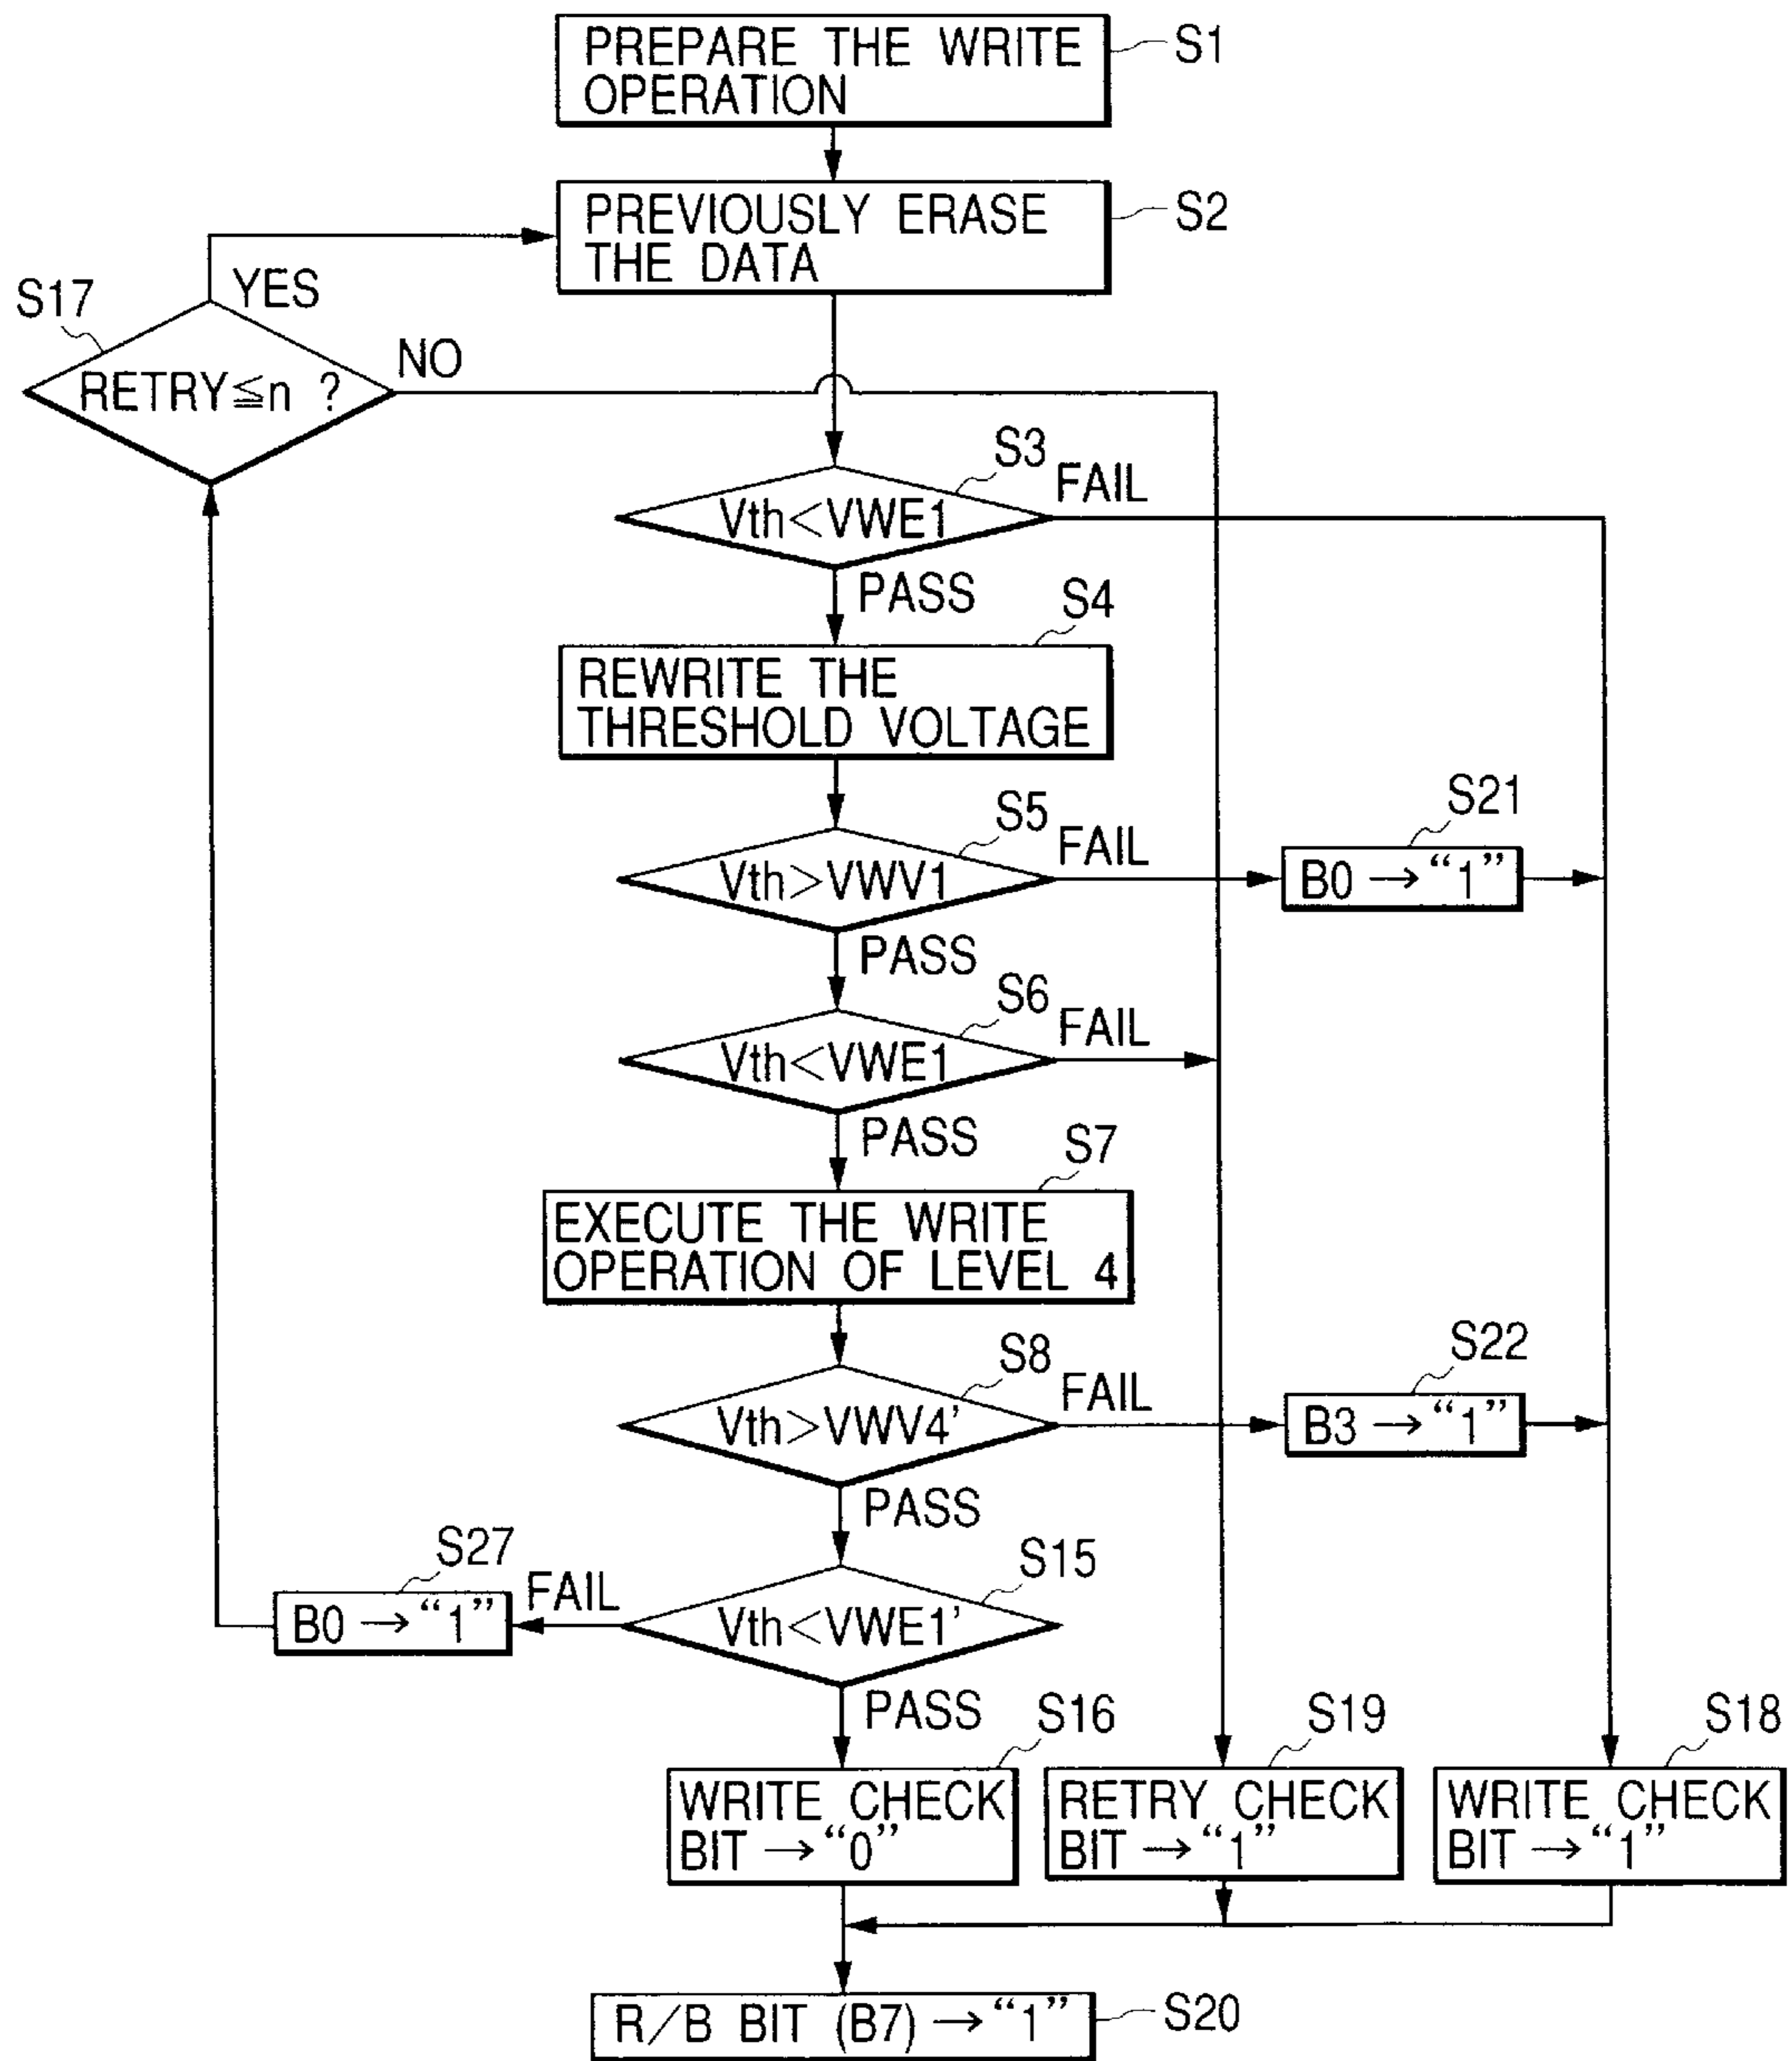 PREPARE THE WRITE
OPERATION
S1
PREVIOUSLY ERASE
THE DATA
S2
S17
YES
RETRY≦n ?
NO
S3
Vth<VWE1
FAIL
PASS
S4
REWRITE THE
THRESHOLD VOLTAGE
S5
Vth>VWV1
FAIL
S21
B0 → “1”
PASS
S6
Vth<VWE1
FAIL
PASS
S7
EXECUTE THE WRITE
OPERATION OF LEVEL 4
S8
Vth>VWV4'
FAIL
S22
B3 → “1”
PASS
S27
B0 → “1”
FAIL
S15
Vth<VWE1'
PASS
S16
WRITE CHECK
BIT → “0”
S19
RETRY CHECK
BIT → “1”
S18
WRITE CHECK
BIT → “1”
R/B BIT (B7) → “1”
S20